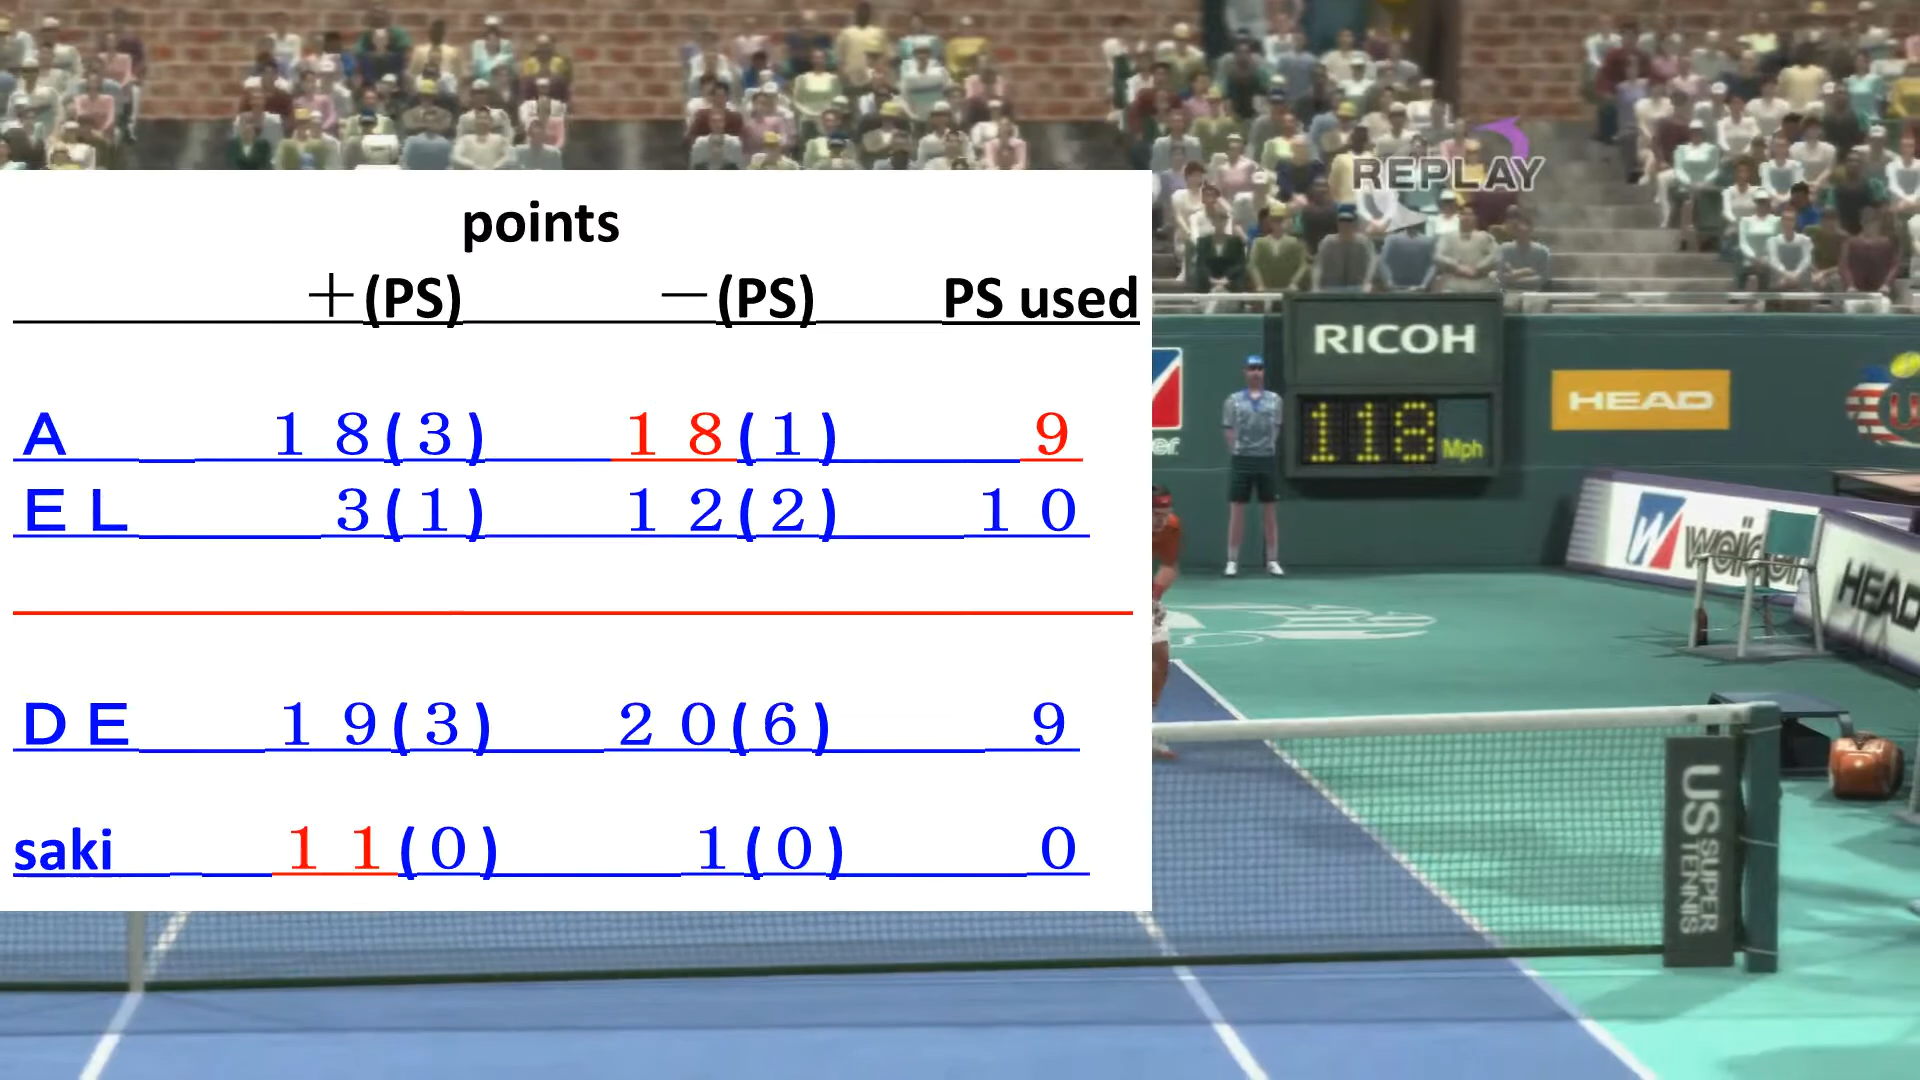 points
＋(PS) －(PS) PS used
A １８(３) １８(１) ９
EL ３(１) １２(２) １０
DE １９(３) ２０(６) ９
saki １１(０) １(０) ０
REPLAY
RICOH
118 Mph
HEAD
HEAD
US SUPER
TENNIS